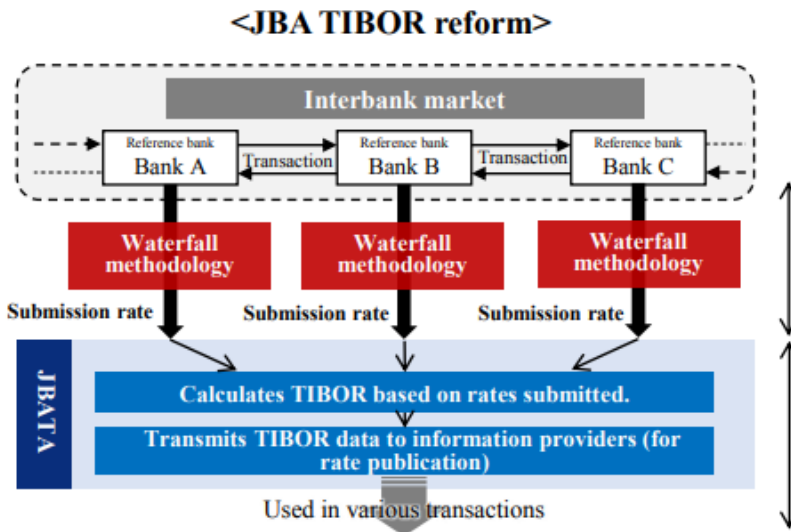 <JBA TIBOR reform>
Interbank market
Reference bank
Bank A
Transaction
Reference bank
Bank B
Transaction
Reference bank
Bank C
Waterfall
methodology
Waterfall
methodology
Waterfall
methodology
Submission rate
Submission rate
Submission rate
JBATA
Calculates TIBOR based on rates submitted.
Transmits TIBOR data to information providers (for
rate publication)
Used in various transactions